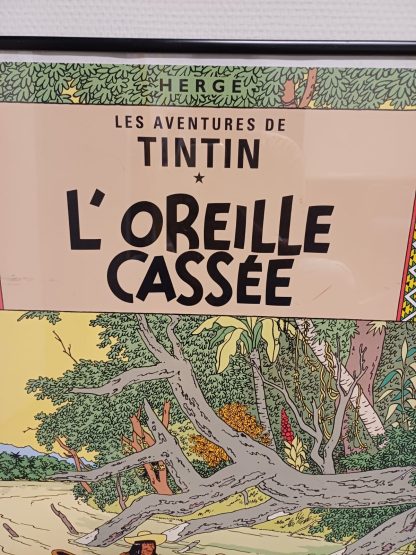 HERGÉ
LES AVENTURES DE
TINTIN
L'OREILLE
CASSÉE